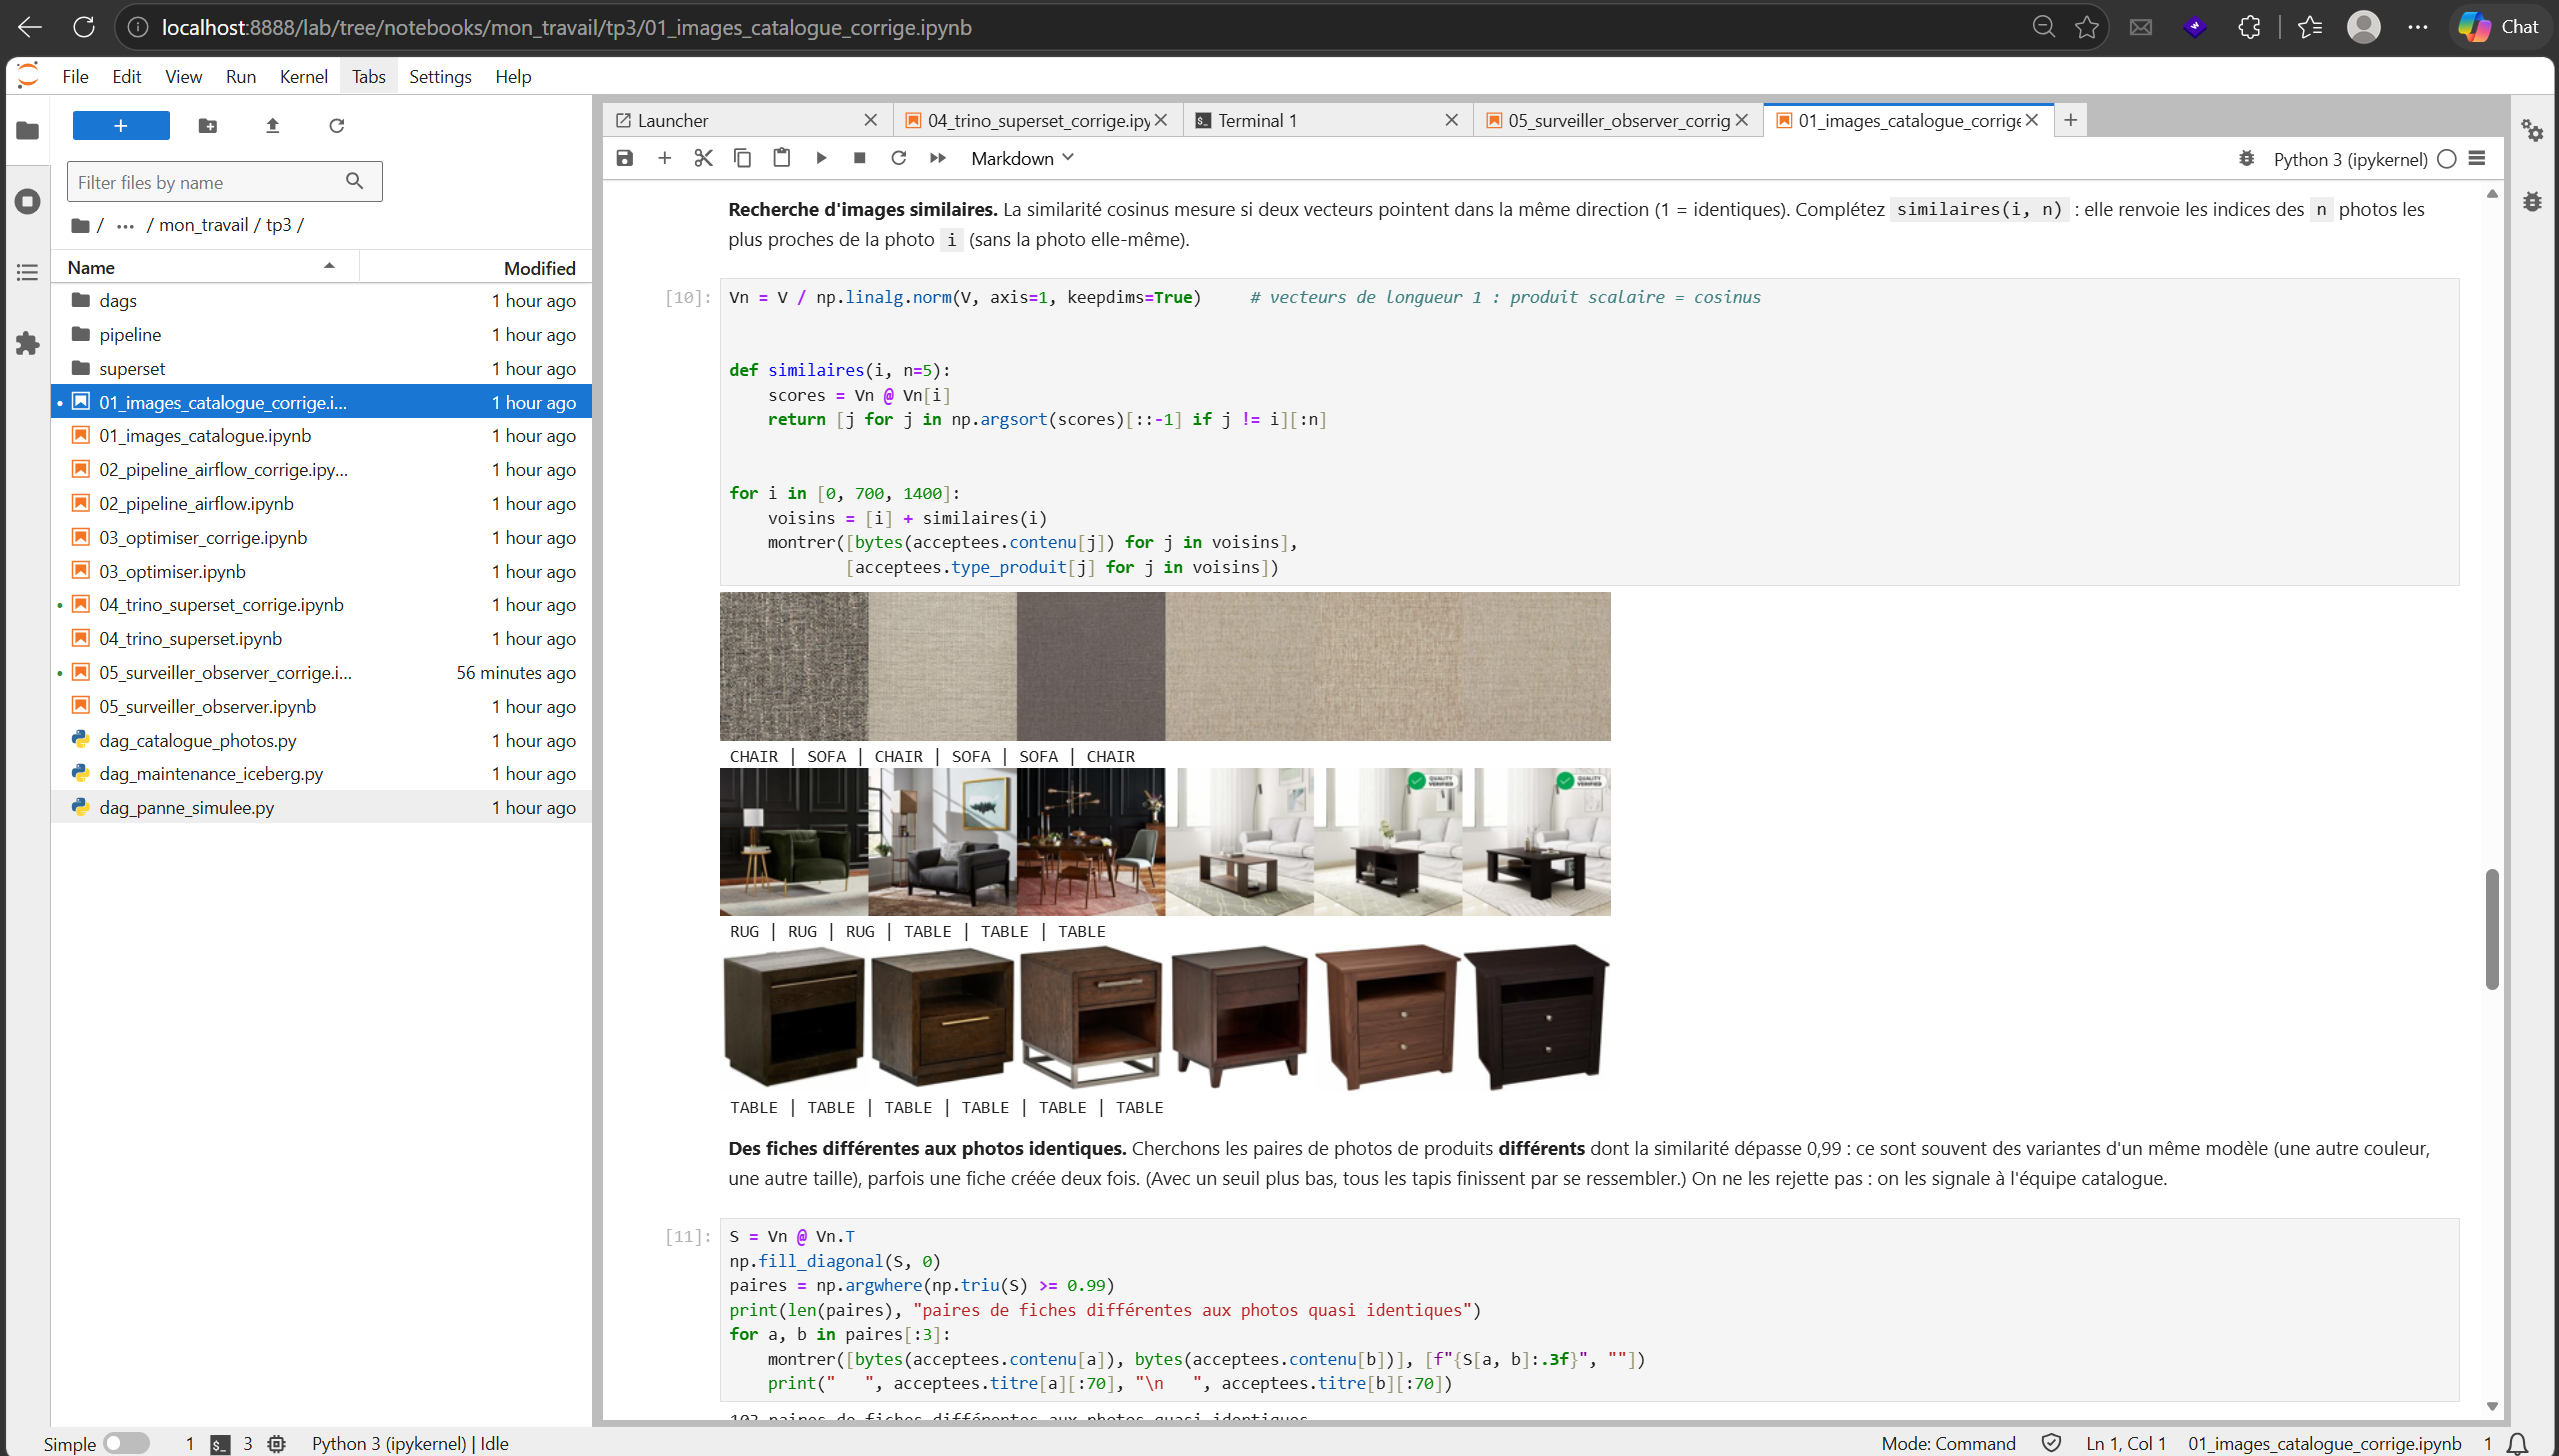 localhost:8888/lab/tree/notebooks/mon_travail/tp3/01_images_catalogue_corrige.ipynb
Chat
File Edit View Run Kernel Tabs Settings Help
Launcher
04_trino_superset_corrige.ipy
Terminal 1
05_surveiller_observer_corrig
01_images_catalogue_corrige
Markdown
Python 3 (ipykernel)
Filter files by name
/ ... / mon_travail / tp3 /
Name Modified
dags 1 hour ago
pipeline 1 hour ago
superset 1 hour ago
01_images_catalogue_corrige.i... 1 hour ago
01_images_catalogue.ipynb 1 hour ago
02_pipeline_airflow_corrige.ipy... 1 hour ago
02_pipeline_airflow.ipynb 1 hour ago
03_optimiser_corrige.ipynb 1 hour ago
03_optimiser.ipynb 1 hour ago
04_trino_superset_corrige.ipynb 1 hour ago
04_trino_superset.ipynb 1 hour ago
05_surveiller_observer_corrige.i... 56 minutes ago
05_surveiller_observer.ipynb 1 hour ago
dag_catalogue_photos.py 1 hour ago
dag_maintenance_iceberg.py 1 hour ago
dag_panne_simulee.py 1 hour ago
Recherche d'images similaires. La similarité cosinus mesure si deux vecteurs pointent dans la même direction (1 = identiques). Complétez similaires(i, n) : elle renvoie les indices des n photos les
plus proches de la photo i (sans la photo elle-même).
[10]: Vn = V / np.linalg.norm(V, axis=1, keepdims=True)     # vecteurs de longueur 1 : produit scalaire = cosinus
def similaires(i, n=5):
    scores = Vn @ Vn[i]
    return [j for j in np.argsort(scores)[::-1] if j != i][:n]
for i in [0, 700, 1400]:
    voisins = [i] + similaires(i)
    montrer([bytes(acceptees.contenu[j]) for j in voisins],
            [acceptees.type_produit[j] for j in voisins])
CHAIR | SOFA | CHAIR | SOFA | SOFA | CHAIR
QUALITY VERIFIED
QUALITY VERIFIED
RUG | RUG | RUG | TABLE | TABLE | TABLE
TABLE | TABLE | TABLE | TABLE | TABLE | TABLE
Des fiches différentes aux photos identiques. Cherchons les paires de photos de produits différents dont la similarité dépasse 0,99 : ce sont souvent des variantes d'un même modèle (une autre couleur,
une autre taille), parfois une fiche créée deux fois. (Avec un seuil plus bas, tous les tapis finissent par se ressembler.) On ne les rejette pas : on les signale à l'équipe catalogue.
[11]: S = Vn @ Vn.T
np.fill_diagonal(S, 0)
paires = np.argwhere(np.triu(S) >= 0.99)
print(len(paires), "paires de fiches différentes aux photos quasi identiques")
for a, b in paires[:3]:
    montrer([bytes(acceptees.contenu[a]), bytes(acceptees.contenu[b])], [f"{S[a, b]:.3f}", ""])
    print("   ", acceptees.titre[a][:70], "\n   ", acceptees.titre[b][:70])
paires de fiches différentes aux photos quasi identiques
Simple 1 3 Python 3 (ipykernel) | Idle
Mode: Command Ln 1, Col 1 01_images_catalogue_corrige.ipynb 1